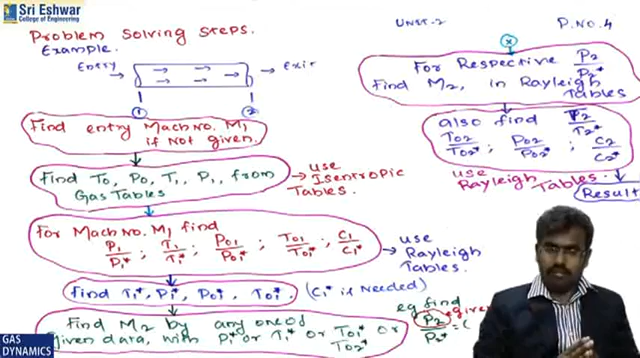 Sri Eshwar
College of Engineering
UNIT-2
P.NO.4
Problem Solving Steps.
Example.
Entry
Exit
1
2
Find entry Mach No. M1
if Not given.
Find T0, P0, T1, P1, from
Gas Tables
use
Isentropic
Tables.
For Mach No. M1 find
P1/P1* ; T1/T1* ; P01/P01* ; T01/T01* ; C1/C1*
use
Rayleigh
Tables.
Find T1*, P1*, P01*, T01* (C1* is Needed)
Find M2 by any one of
given data, with P1* or T1* or T01* or
T02*
eg find
P2/P2*
given
x
For Respective P2/P2*
Find M2, in Rayleigh
Tables
also find T2/T2*
T02/T02* ; P02/P02* ; C2/C2*
use
Rayleigh Tables.
Result
GAS
DYNAMICS